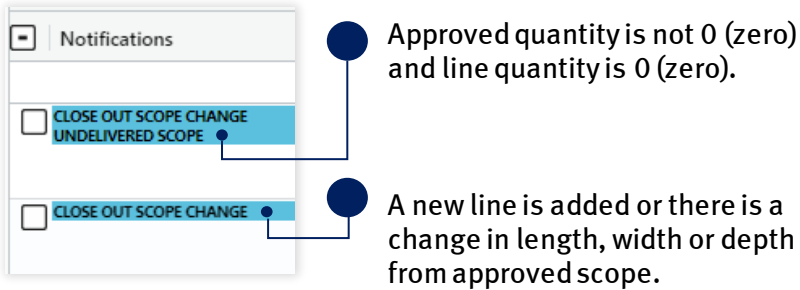 Notifications
Approved quantity is not 0 (zero)
and line quantity is 0 (zero).
CLOSE OUT SCOPE CHANGE
UNDELIVERED SCOPE
CLOSE OUT SCOPE CHANGE
A new line is added or there is a
change in length, width or depth
from approved scope.